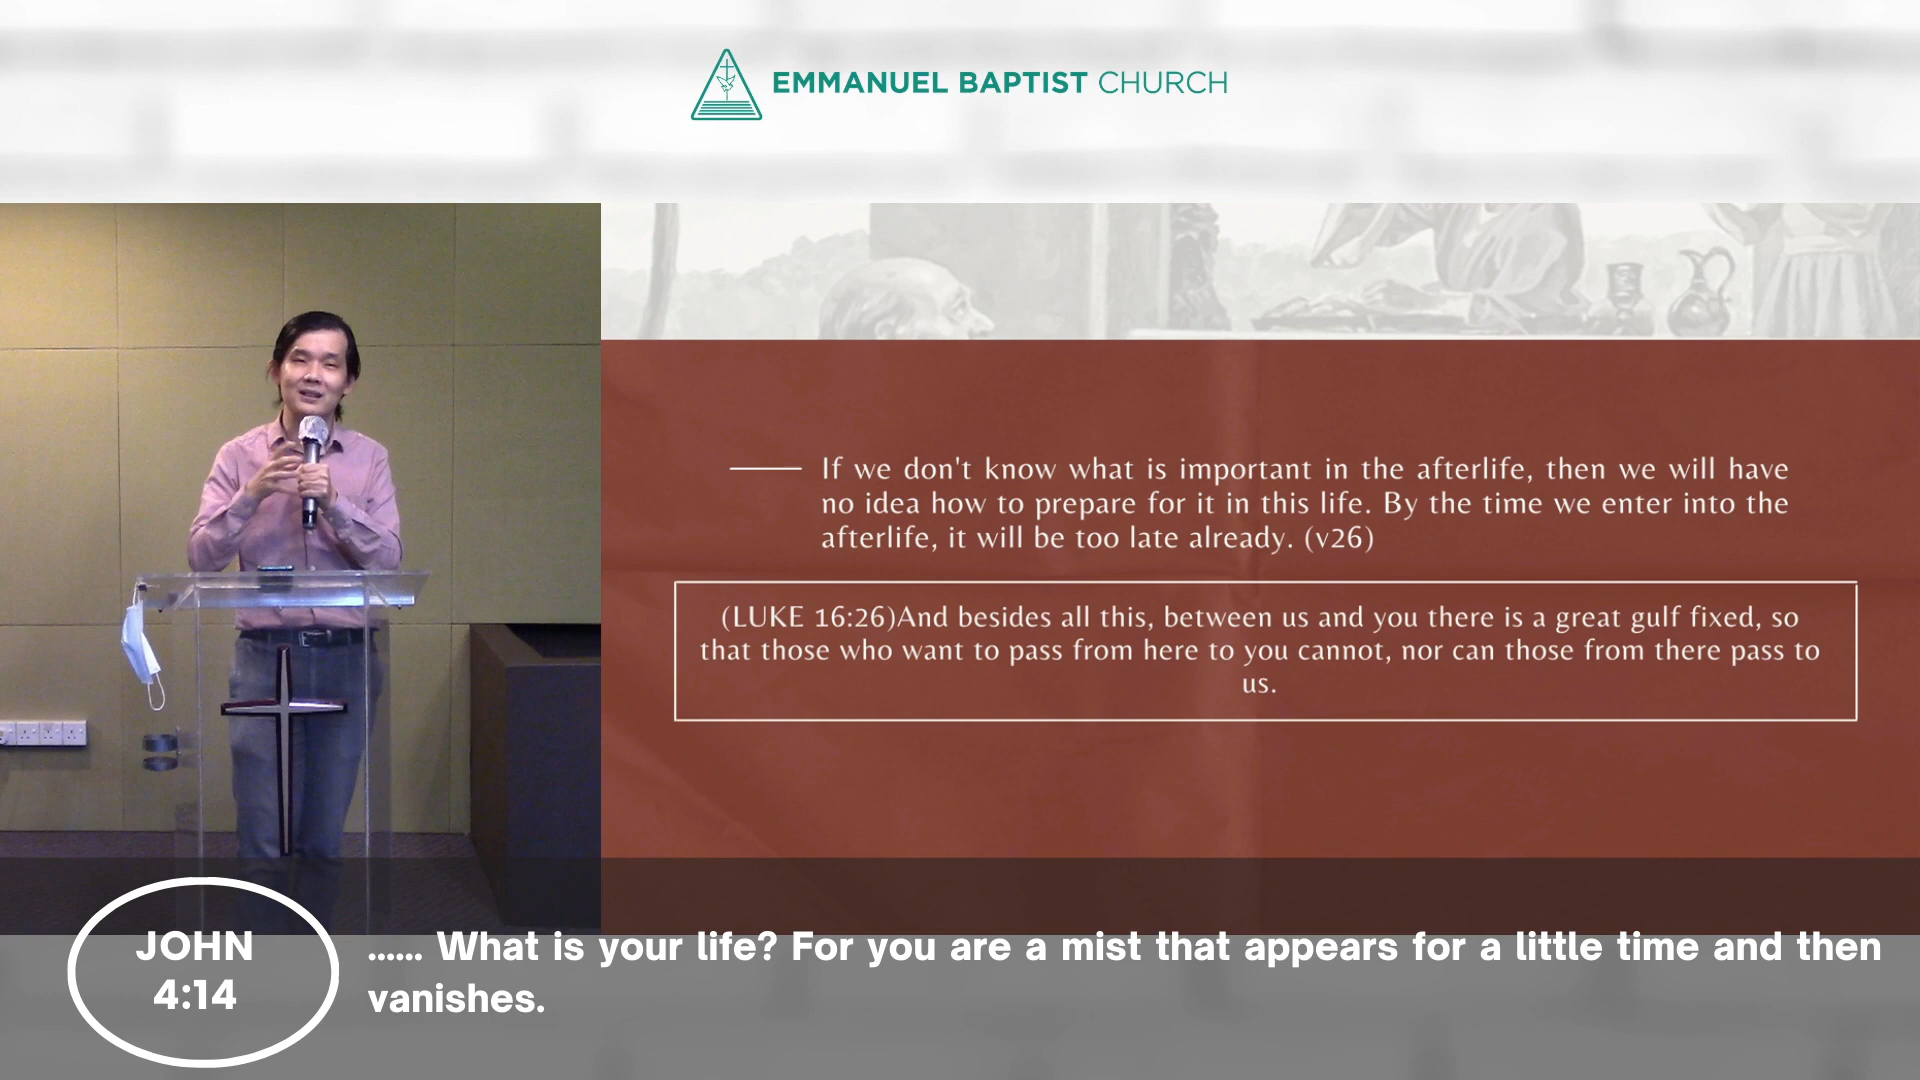 EMMANUEL BAPTIST CHURCH
If we don't know what is important in the afterlife, then we will have
no idea how to prepare for it in this life. By the time we enter into the
afterlife, it will be too late already. (v26)
(LUKE 16:26)And besides all this, between us and you there is a great gulf fixed, so
that those who want to pass from here to you cannot, nor can those from there pass to
us.
JOHN
4:14
...... What is your life? For you are a mist that appears for a little time and then
vanishes.